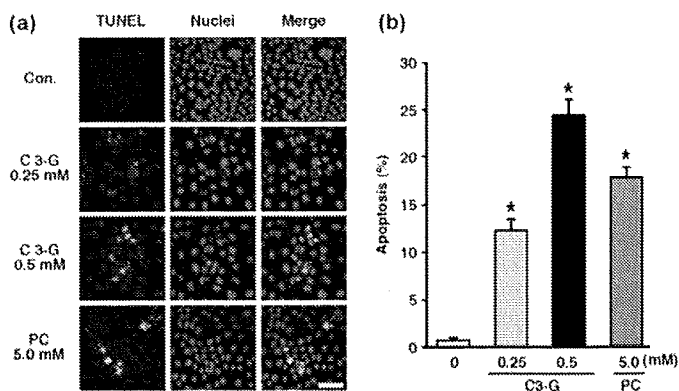 (a)
TUNEL Nuclei Merge
Con.
C 3-G
0.25 mM
C 3-G
0.5 mM
PC
5.0 mM
(b)
30
25
20
15
10
5
0
Apoptosis (%)
*
*
*
0 0.25 0.5 5.0 (mM)
C3-G PC